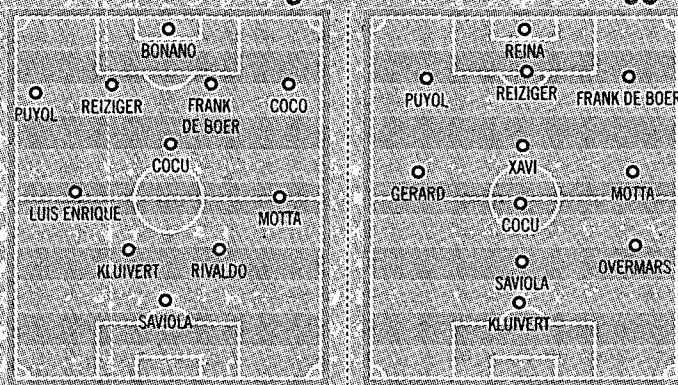 BONANO
PUYOL
REIZIGER
FRANK
DE BOER
COCO
COCU
LUIS ENRIQUE
MOTTA
KLUIVERT
RIVALDO
SAVIOLA
REINA
PUYOL
REIZIGER
FRANK DE BOER
XAVI
GERARD
MOTTA
COCU
SAVIOLA
OVERMARS
KLUIVERT